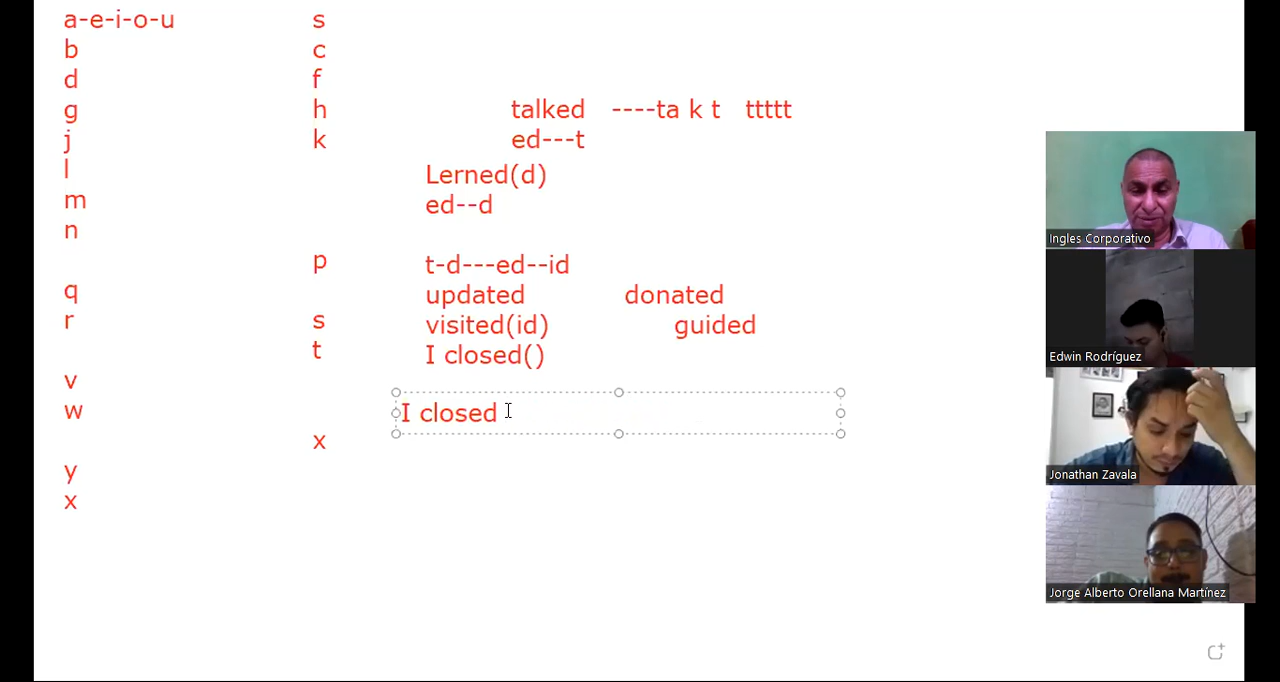 a-e-i-o-u s
b c
d f
g h talked ----ta k t ttttt
j k ed---t
l Lerned(d)
m ed--d
n
p t-d---ed--id
q updated donated
r s visited(id) guided
t I closed()
v
w I closed
x
y
x
Ingles Corporativo
Edwin Rodríguez
Jonathan Zavala
Jorge Alberto Orellana Martínez